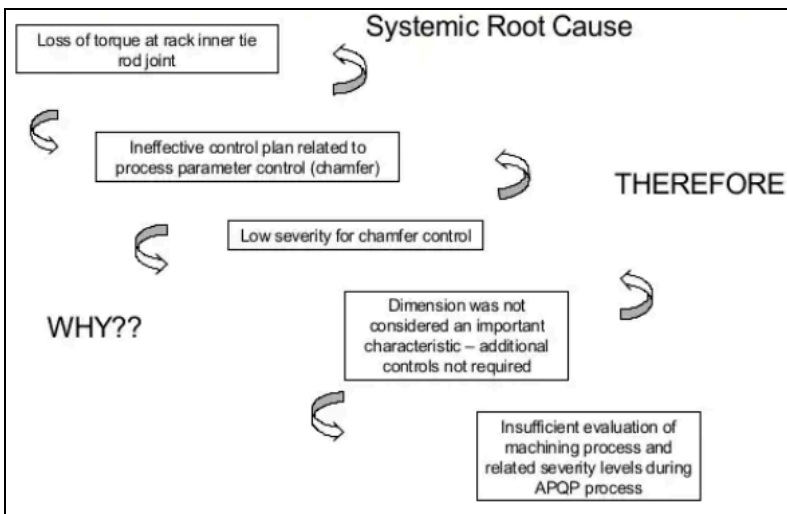 Systemic Root Cause
Loss of torque at rack inner tie
rod joint
Ineffective control plan related to
process parameter control (chamfer)
THEREFORE
Low severity for chamfer control
WHY??
Dimension was not
considered an important
characteristic – additional
controls not required
Insufficient evaluation of
machining process and
related severity levels during
APQP process